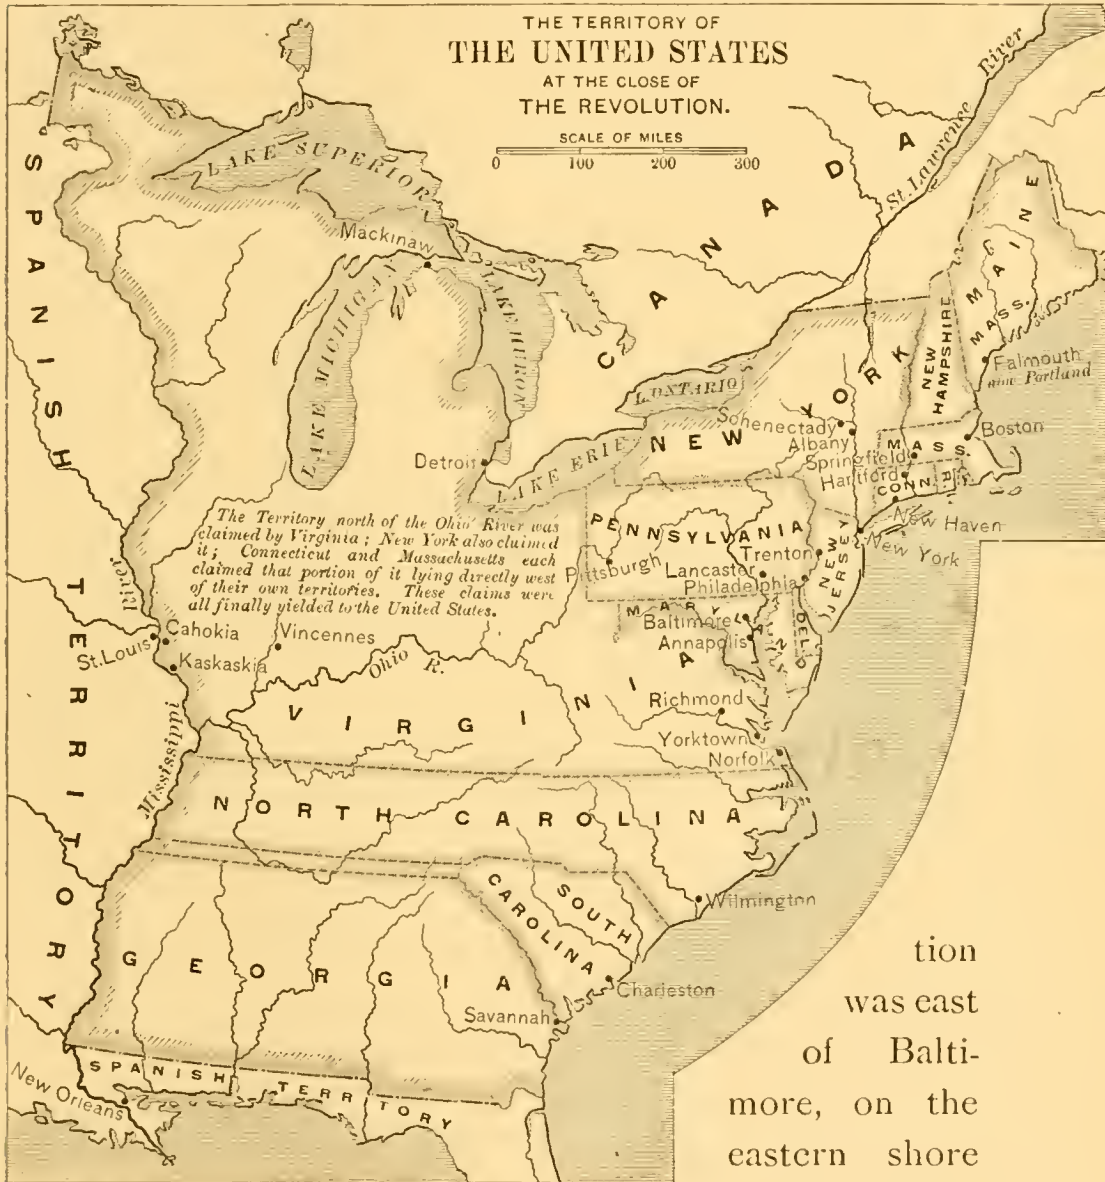 THE TERRITORY OF
THE UNITED STATES
AT THE CLOSE OF
THE REVOLUTION.
SCALE OF MILES
0 100 200 300
St. Lawrence River
CANADA
SPANISH TERRITORY
LAKE SUPERIOR
Mackinaw
LAKE MICHIGAN
LAKE HURON
MAINE
MASS.
NEW HAMPSHIRE
Falmouth
now Portland
L. ONTARIO
NEW YORK
Schenectady
Albany
Boston
MASS.
Springfield
Hartford
CONN.
R.I.
New Haven
New York
Detroit
LAKE ERIE
The Territory north of the Ohio River was
claimed by Virginia; New York also claimed
it; Connecticut and Massachusetts each
claimed that portion of it lying directly west
of their own territories. These claims were
all finally yielded to the United States.
PENNSYLVANIA
Pittsburgh
Lancaster
Trenton
Philadelphia
NEW JERSEY
MARYLAND
DEL.
Baltimore
Annapolis
Mississippi River
Cahokia
St. Louis
Kaskaskia
Vincennes
Ohio R.
VIRGINIA
Richmond
Yorktown
Norfolk
NORTH CAROLINA
Wilmington
SOUTH CAROLINA
Charleston
GEORGIA
Savannah
SPANISH TERRITORY
New Orleans
tion
was east
of Balti-
more, on the
eastern shore